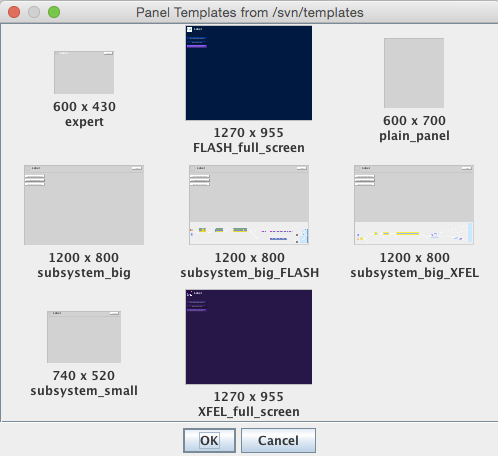 Panel Templates from /svn/templates
600 x 430
expert
1270 x 955
FLASH_full_screen
600 x 700
plain_panel
1200 x 800
subsystem_big
1200 x 800
subsystem_big_FLASH
1200 x 800
subsystem_big_XFEL
740 x 520
subsystem_small
1270 x 955
XFEL_full_screen
OK
Cancel